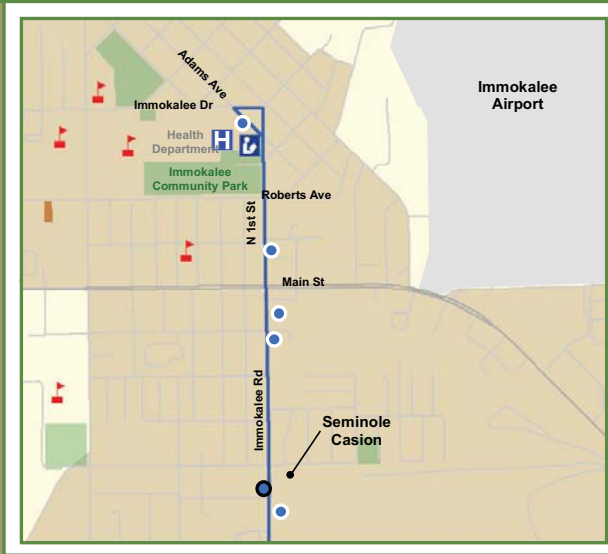 Adams Ave
Immokalee
Airport
Immokalee Dr
Health
Department
H
Immokalee
Community Park
Roberts Ave
N 1st St
Main St
Immokalee Rd
Seminole
Casion